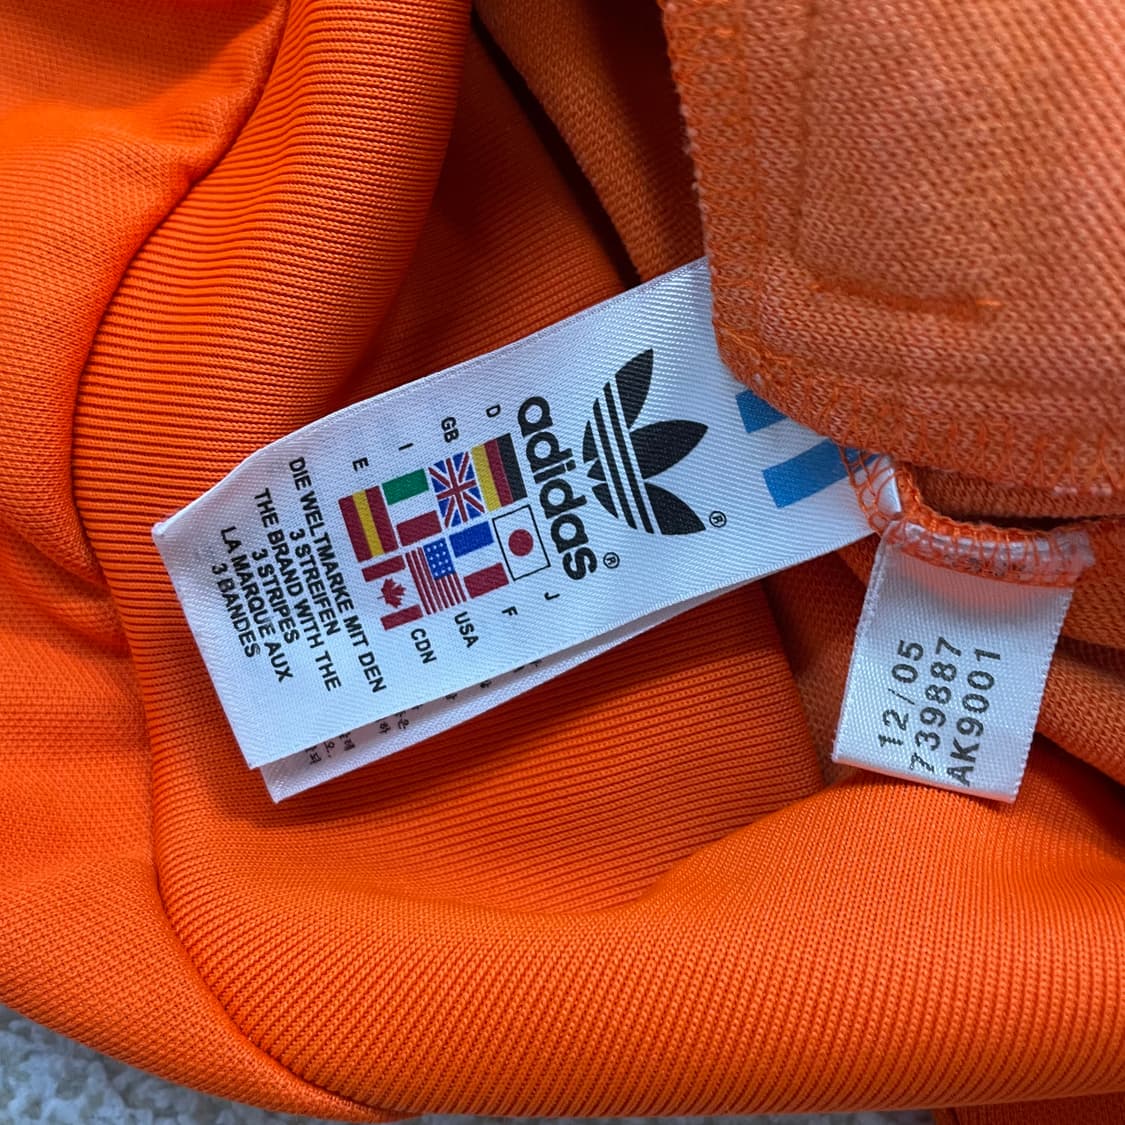 adidas®
®
D
GB
I
E
J
F
USA
CDN
DIE WELTMARKE MIT DEN
3 STREIFEN
THE BRAND WITH THE
3 STRIPES
LA MARQUE AUX
3 BANDES
12/05
739887
AK9001